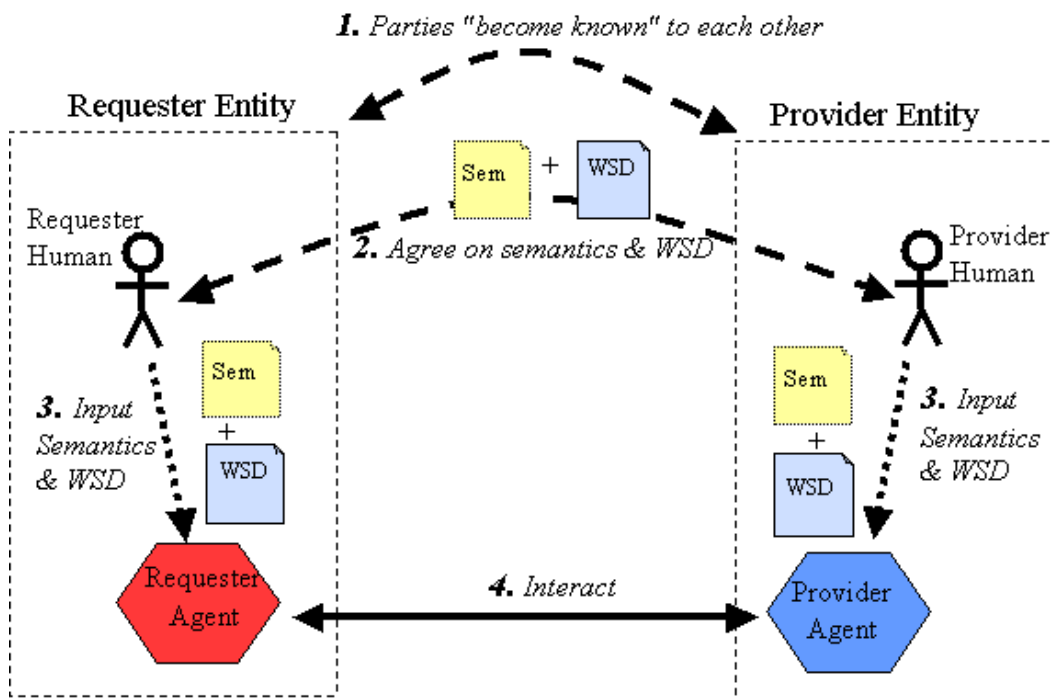 1. Parties "become known" to each other
Requester Entity
Provider Entity
Sem
+
WSD
Requester
Human
2. Agree on semantics & WSD
Provider
Human
Sem
+
WSD
3. Input
Semantics
& WSD
Sem
+
WSD
3. Input
Semantics
& WSD
Requester
Agent
4. Interact
Provider
Agent